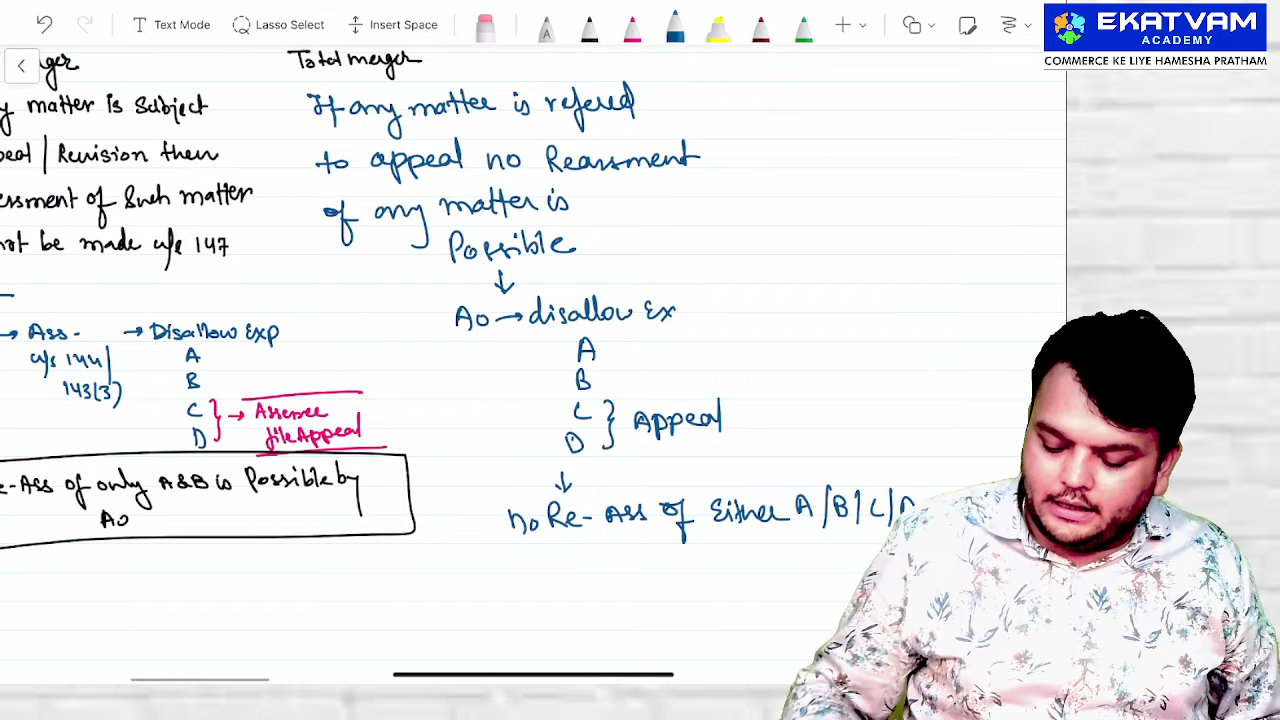 Text Mode
Lasso Select
Insert Space
EKATVAM
ACADEMY
COMMERCE KE LIYE HAMESHA PRATHAM
ger
y matter is Subject
peal | Revision then
essment of Such matter
not be made u/s 147
→ Ass. → Disallow Exp
u/s 144|
143(3)
A
B
C
D
→ Assessee
file Appeal
e-Ass of only A&B is Possible by
Ao
Total merger
If any matter is refered
to appeal no Reassment
of any matter is
Possible
↓
Ao → disallow Ex
A
B
C
D
Appeal
↓
no Re-Ass of Either A/B/C/